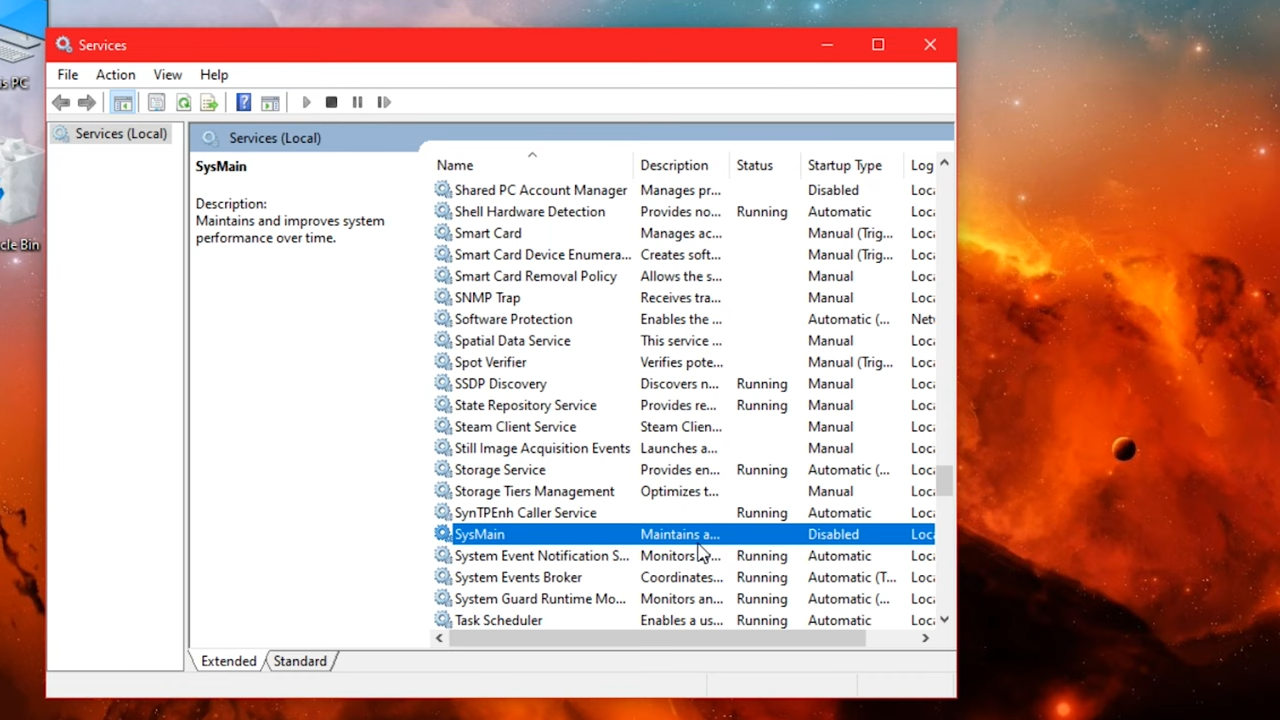 is PC
cle Bin
Services
File Action View Help
Services (Local)
Services (Local)
SysMain
Description:
Maintains and improves system
performance over time.
Name Description Status Startup Type Log
Shared PC Account Manager Manages pr... Disabled Loca
Shell Hardware Detection Provides no... Running Automatic Loca
Smart Card Manages ac... Manual (Trig... Loca
Smart Card Device Enumera... Creates soft... Manual (Trig... Loca
Smart Card Removal Policy Allows the s... Manual Loca
SNMP Trap Receives tra... Manual Loca
Software Protection Enables the ... Automatic (... Net
Spatial Data Service This service ... Manual Loca
Spot Verifier Verifies pote... Manual (Trig... Loca
SSDP Discovery Discovers n... Running Manual Loca
State Repository Service Provides re... Running Manual Loca
Steam Client Service Steam Clien... Manual Loca
Still Image Acquisition Events Launches a... Manual Loca
Storage Service Provides en... Running Automatic (... Loca
Storage Tiers Management Optimizes t... Manual Loca
SynTPEnh Caller Service Running Automatic Loca
SysMain Maintains a... Disabled Loca
System Event Notification S... Monitors ... Running Automatic Loca
System Events Broker Coordinates... Running Automatic (T... Loca
System Guard Runtime Mo... Monitors an... Running Automatic (... Loca
Task Scheduler Enables a us... Running Automatic Loca
Extended Standard